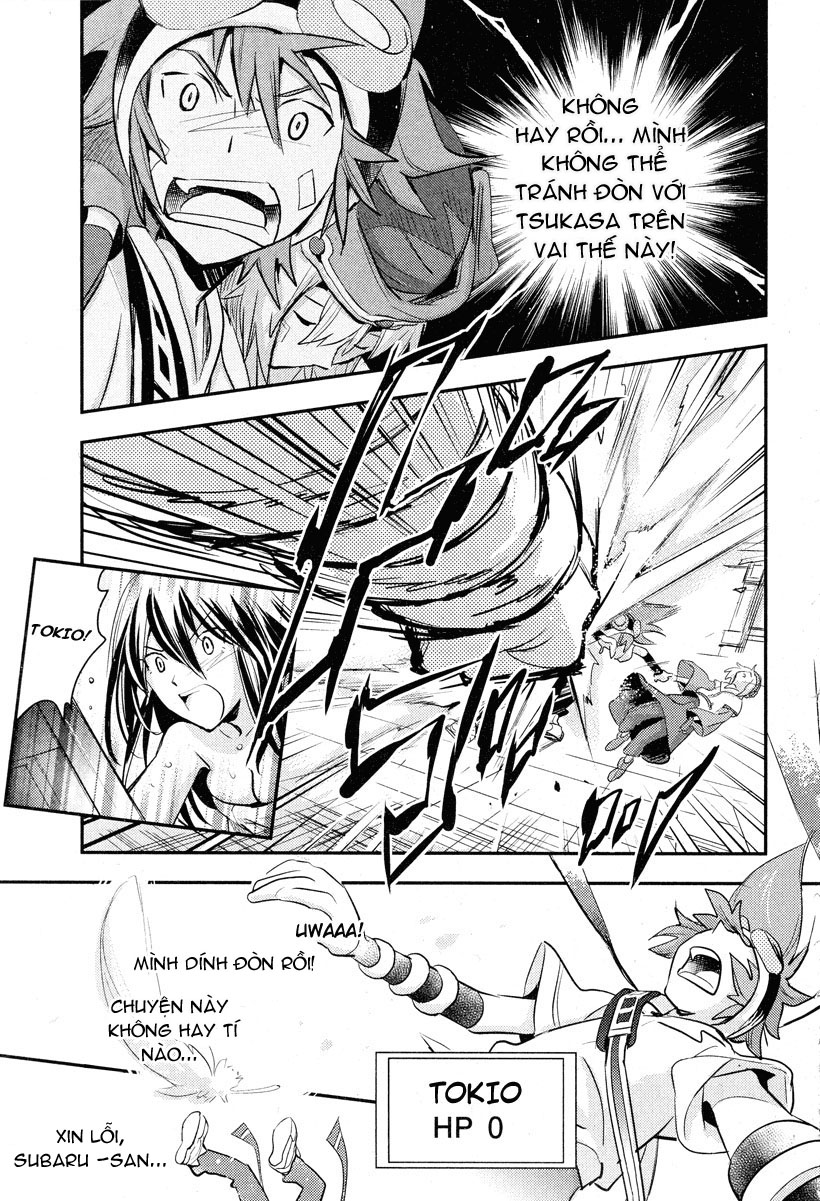 KHÔNG
HAY RỒI... MÌNH
KHÔNG THỂ
TRÁNH ĐÒN VỚI
TSUKASA TRÊN
VAI THẾ NÀY!
TOKIO!
UWAAA!
MÌNH DÍNH ĐÒN RỒI!
CHUYỆN NÀY
KHÔNG HAY TÍ
NÀO...
TOKIO
HP 0
XIN LỖI,
SUBARU -SAN...